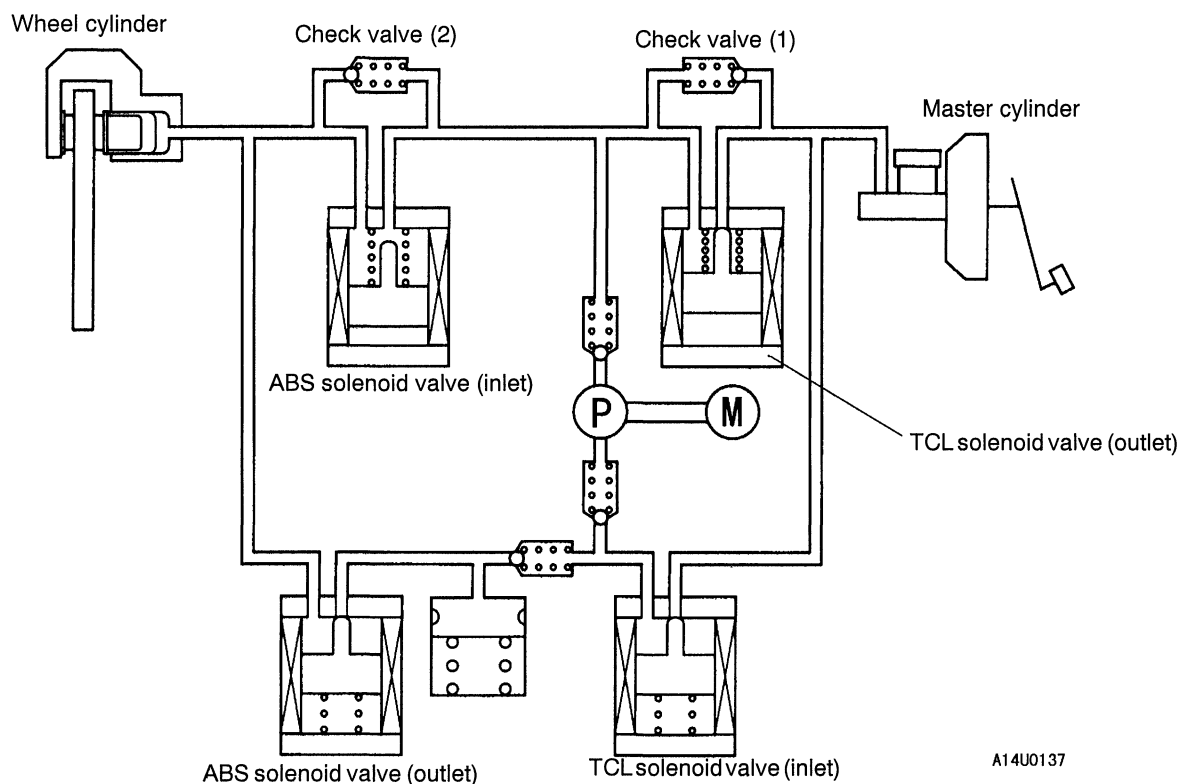 Wheel cylinder
Check valve (2)
Check valve (1)
Master cylinder
ABS solenoid valve (inlet)
P
M
TCL solenoid valve (outlet)
ABS solenoid valve (outlet)
TCL solenoid valve (inlet)
A14U0137